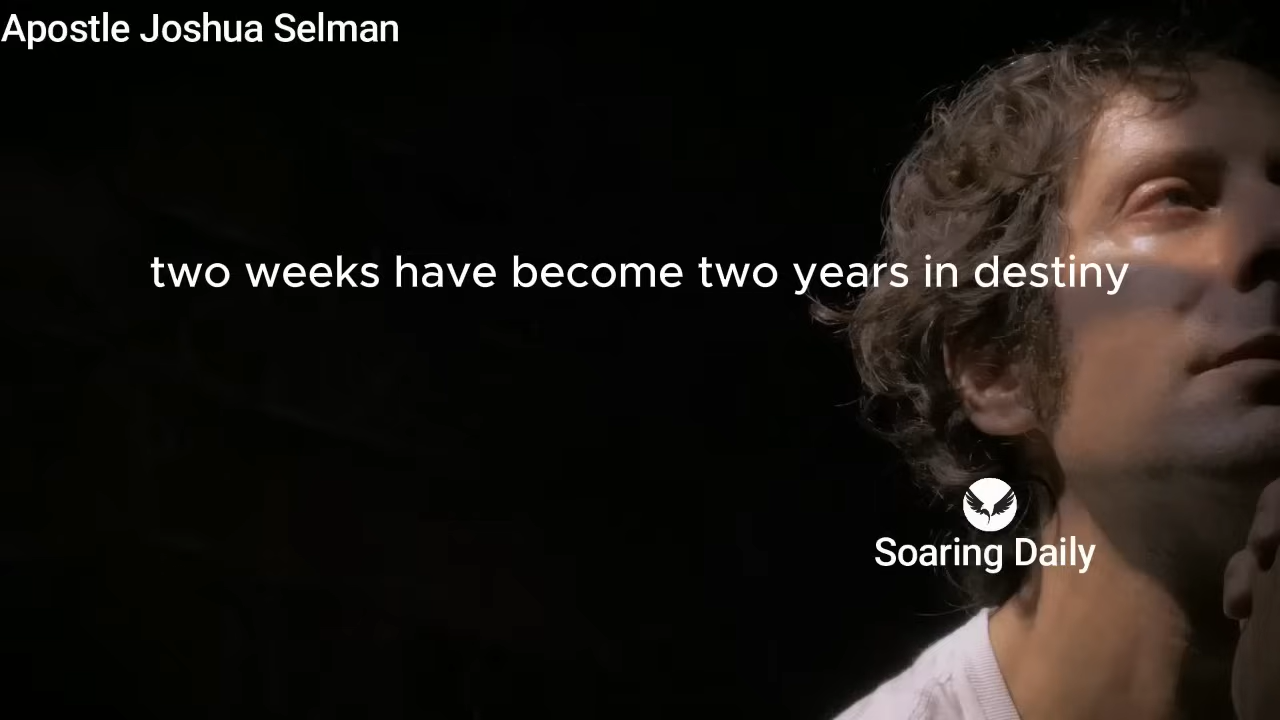 Apostle Joshua Selman
two weeks have become two years in destiny
Soaring Daily